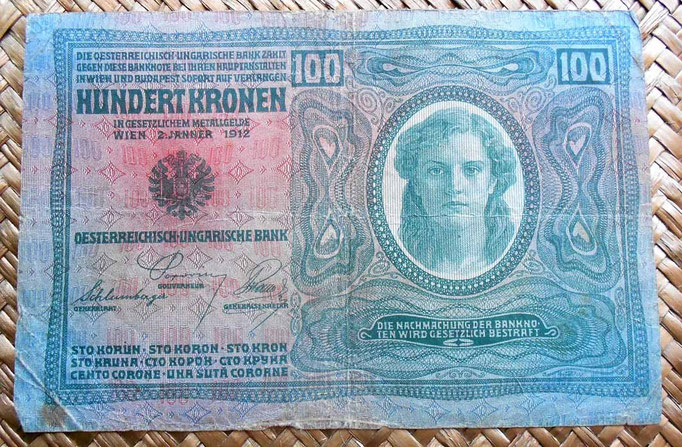 DIE OESTERREICHISCH-UNGARISCHE BANK ZAHLT
GEGEN DIESE BANKNOTE BEI IHREN HAUPTANSTALTEN
IN WIEN UND BUDAPEST SOFORT AUF VERLANGEN
HUNDERT KRONEN
IN GESETZLICHEM METALLGELDE
WIEN 2. JÄNNER 1912
OESTERREICHISCH-UNGARISCHE BANK
GOUVERNEUR
Schlumberger
GENERALRAT
GENERALSEKRETÄR
STO KORUN · STO KORON · STO KRON
STO KRUNA · СТО КОРОН · СТО КРУНА
CENTO CORONE · UNA SUTĂ COROANE
100
100
DIE NACHMACHUNG DER BANKNO-
TEN WIRD GESETZLICH BESTRAFT